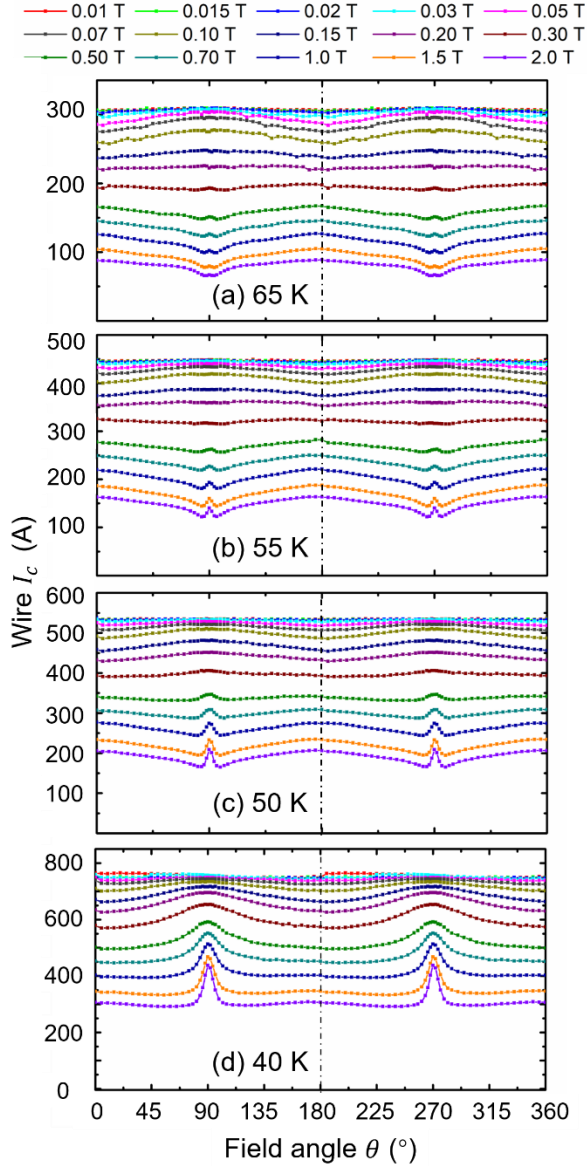 0.01 T 0.015 T 0.02 T 0.03 T 0.05 T
0.07 T 0.10 T 0.15 T 0.20 T 0.30 T
0.50 T 0.70 T 1.0 T 1.5 T 2.0 T
300
200
100
(a) 65 K
500
400
300
200
100
(b) 55 K
Wire I_c (A)
600
500
400
300
200
100
(c) 50 K
800
600
400
200
0
(d) 40 K
0 45 90 135 180 225 270 315 360
Field angle θ (°)